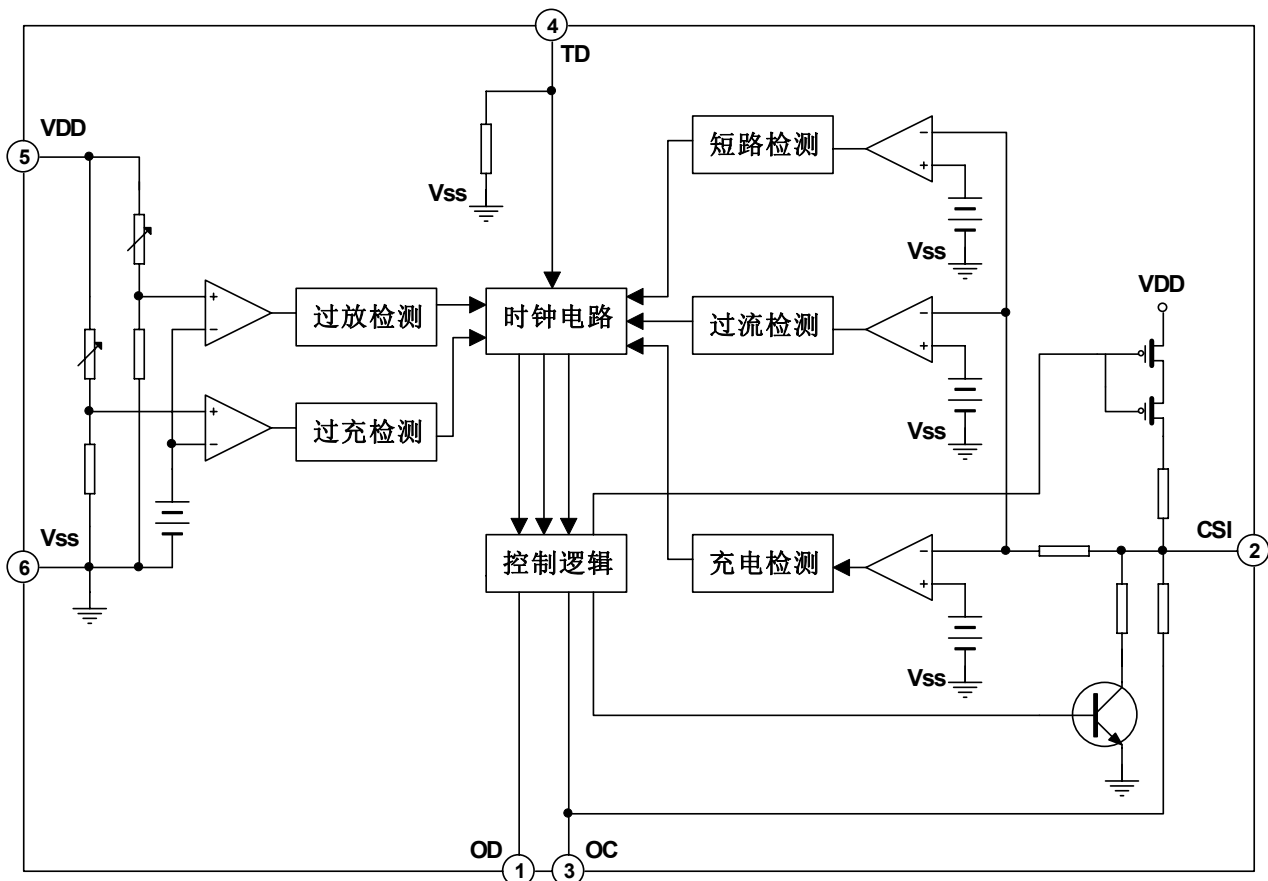 4
TD
VDD
5
短路检测
-
+
Vss
Vss
VDD
+
-
过放检测
时钟电路
过流检测
-
+
+
-
过充检测
Vss
Vss
6
控制逻辑
充电检测
-
+
CSI
2
Vss
OD
1
3
OC